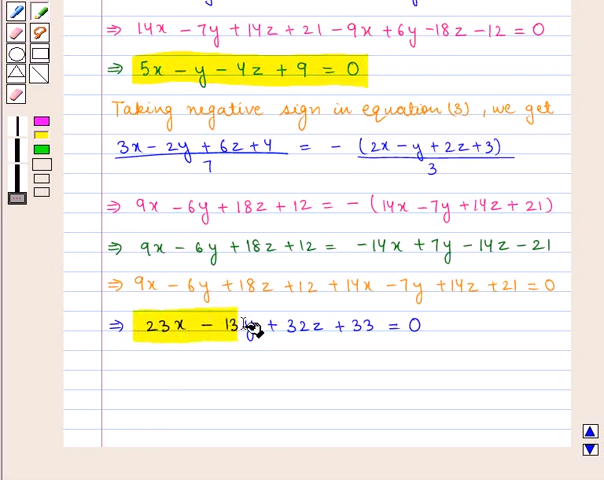 ⇒ 14x - 7y + 14z + 21 - 9x + 6y - 18z - 12 = 0
⇒ 5x - y - 4z + 9 = 0
Taking negative sign in equation (3), we get
3x - 2y + 6z + 4 / 7 = - (2x - y + 2z + 3) / 3
⇒ 9x - 6y + 18z + 12 = - (14x - 7y + 14z + 21)
⇒ 9x - 6y + 18z + 12 = -14x + 7y - 14z - 21
⇒ 9x - 6y + 18z + 12 + 14x - 7y + 14z + 21 = 0
⇒ 23x - 13y + 32z + 33 = 0